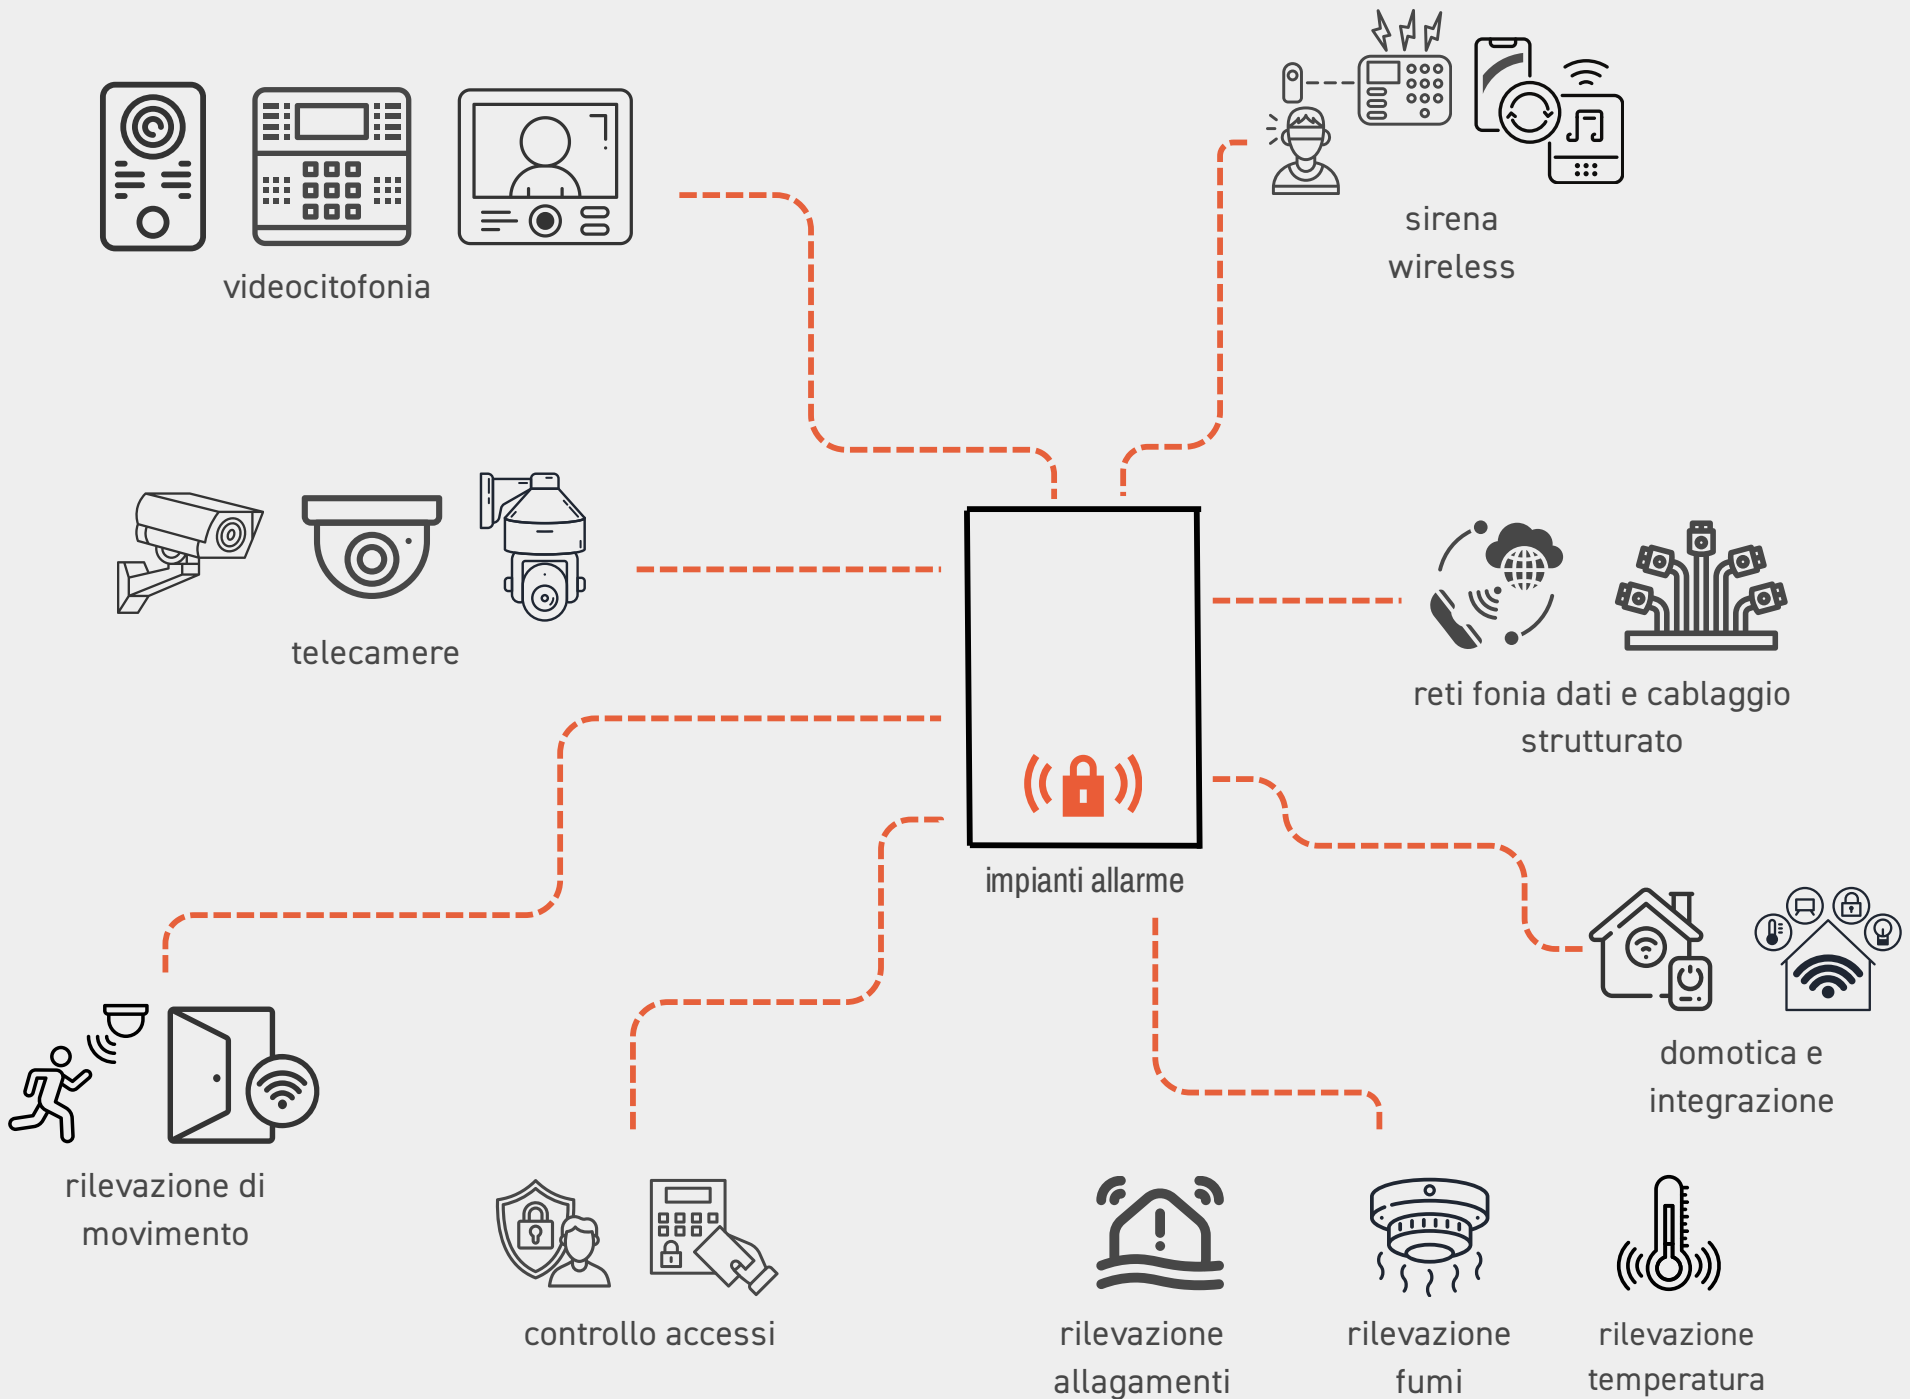 videocitofonia
sirena
wireless
telecamere
reti fonia dati e cablaggio
strutturato
impianti allarme
domotica e
integrazione
rilevazione di
movimento
controllo accessi
rilevazione
allagamenti
rilevazione
fumi
rilevazione
temperatura